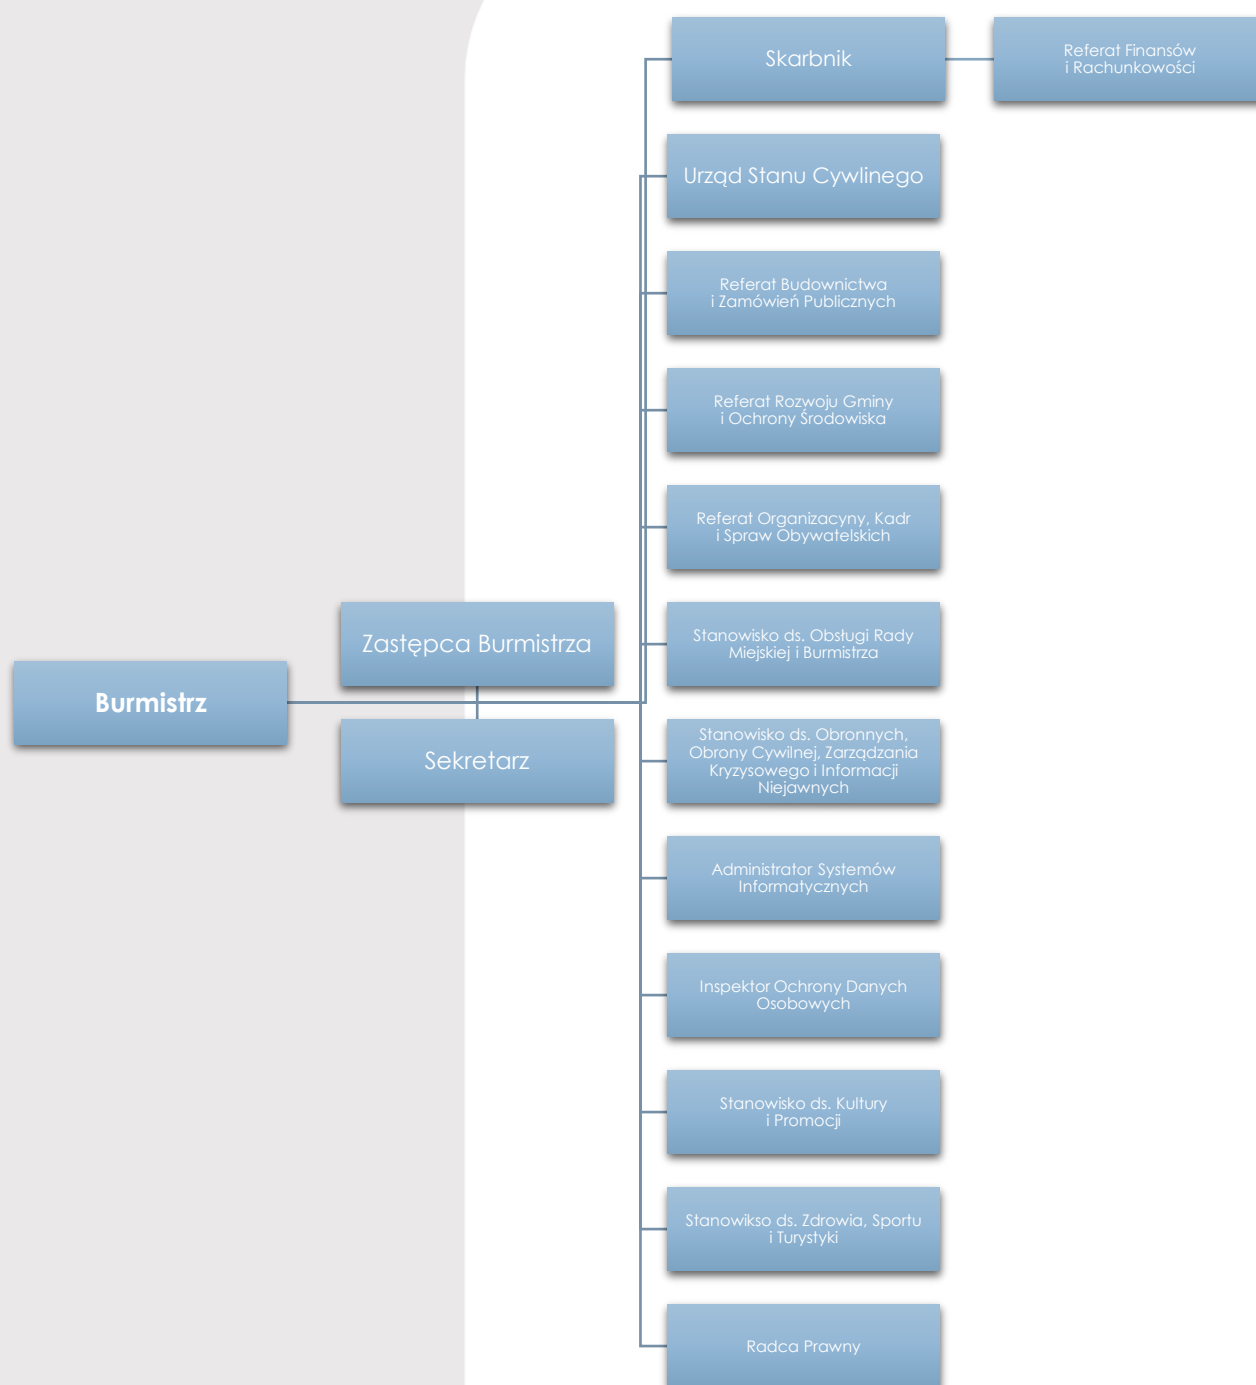 Skarbnik
Referat Finansów
i Rachunkowości
Urząd Stanu Cywlinego
Referat Budownictwa
i Zamówień Publicznych
Referat Rozwoju Gminy
i Ochrony Środowiska
Referat Organizacyny, Kadr
i Spraw Obywatelskich
Zastępca Burmistrza
Stanowisko ds. Obsługi Rady
Miejskiej i Burmistrza
Burmistrz
Sekretarz
Stanowisko ds. Obronnych,
Obrony Cywilnej, Zarządzania
Kryzysowego i Informacji
Niejawnych
Administrator Systemów
Informatycznych
Inspektor Ochrony Danych
Osobowych
Stanowisko ds. Kultury
i Promocji
Stanowikso ds. Zdrowia, Sportu
i Turystyki
Radca Prawny